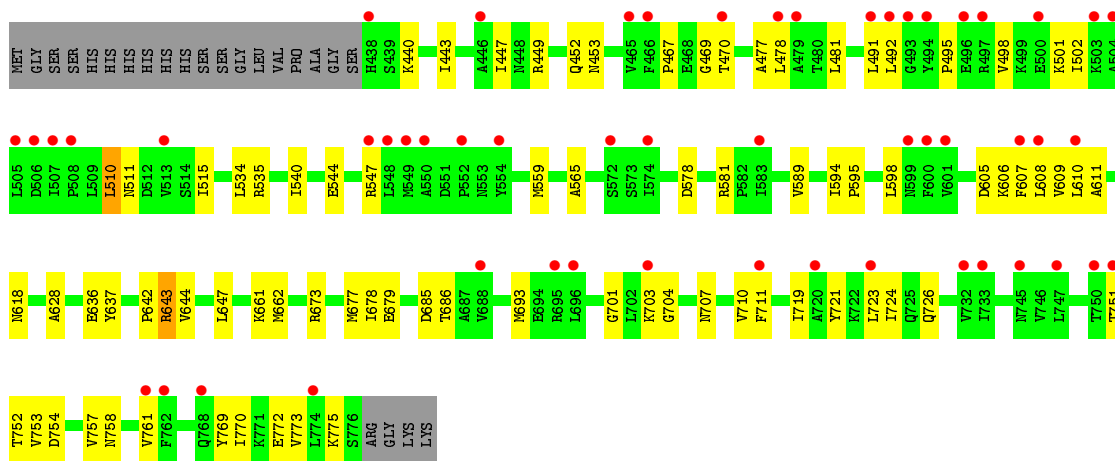 MET GLY SER SER HIS HIS HIS HIS HIS HIS SER SER GLY LEU VAL PRO ALA GLY SER H438 S439 K440 I443 A446 I447 N448 R449 Q452 N453 V465 F466 P467 E468 G469 T470 A477 L478 A479 T480 L481 L491 L492 G493 Y494 P495 E496 R497 V498 K499 E500 K501 I502 K503 A504
L505 D506 I507 P508 L509 L510 N511 D512 V513 S514 I515 L534 R535 I540 E544 R547 L548 M549 A550 D551 P552 N553 Y554 M559 A565 S572 S573 I574 D578 R581 P582 I583 V589 I594 P595 L598 N599 F600 V601 D605 K606 F607 L608 V609 L610 A611
N618 A628 E636 Y637 P642 R643 V644 L647 K661 M662 R673 M677 I678 E679 D685 T686 A687 V688 M693 E694 R695 L696 G701 L702 K703 G704 N707 V710 F711 I719 A720 Y721 K722 L723 I724 Q725 Q726 V732 I733 N745 V746 L747 T750 T751
T752 V753 D754 V757 N758 V761 F762 Q768 Y769 I770 K771 E772 V773 L774 K775 S776 ARG GLY LYS LYS